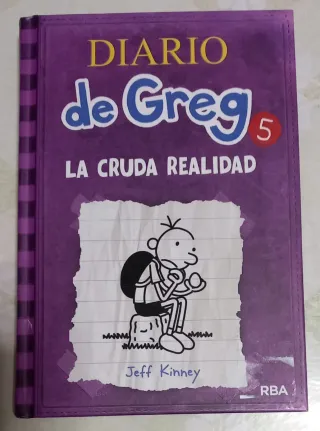 DIARIO
de Greg 5
LA CRUDA REALIDAD
Jeff Kinney
RBA